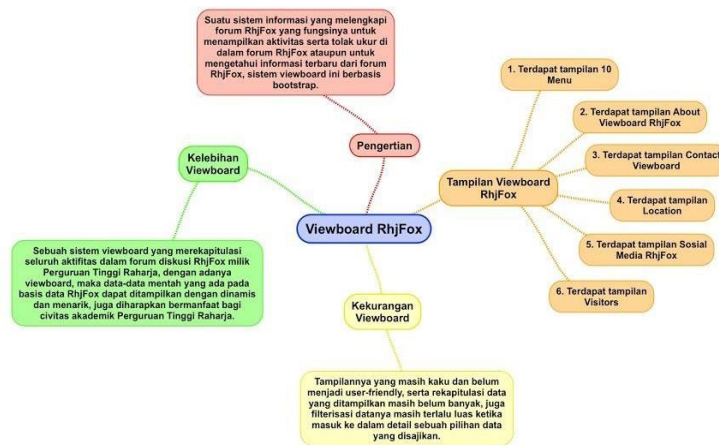 Suatu sistem informasi yang melengkapi
forum RhjFox yang fungsinya untuk
menampilkan aktivitas serta tolak ukur di
dalam forum RhjFox ataupun untuk
mengetahui informasi terbaru dari forum
RhjFox, sistem viewboard ini berbasis
bootstrap.
Pengertian
Kelebihan
Viewboard
Sebuah sistem viewboard yang merekapitulasi
seluruh aktifitas dalam forum diskusi RhjFox milik
Perguruan Tinggi Raharja, dengan adanya
viewboard, maka data-data mentah yang ada pada
basis data RhjFox dapat ditampilkan dengan dinamis
dan menarik, juga diharapkan bermanfaat bagi
civitas akademik Perguruan Tinggi Raharja.
Viewboard RhjFox
Tampilan Viewboard
RhjFox
1. Terdapat tampilan 10
Menu
2. Terdapat tampilan About
Viewboard RhjFox
3. Terdapat tampilan Contact
Viewboard
4. Terdapat tampilan
Location
5. Terdapat tampilan Sosial
Media RhjFox
6. Terdapat tampilan
Visitors
Kekurangan
Viewboard
Tampilannya yang masih kaku dan belum
menjadi user-friendly, serta rekapitulasi data
yang ditampilkan masih belum banyak, juga
filterisasi datanya masih terlalu luas ketika
masuk ke dalam detail sebuah pilihan data
yang disajikan.